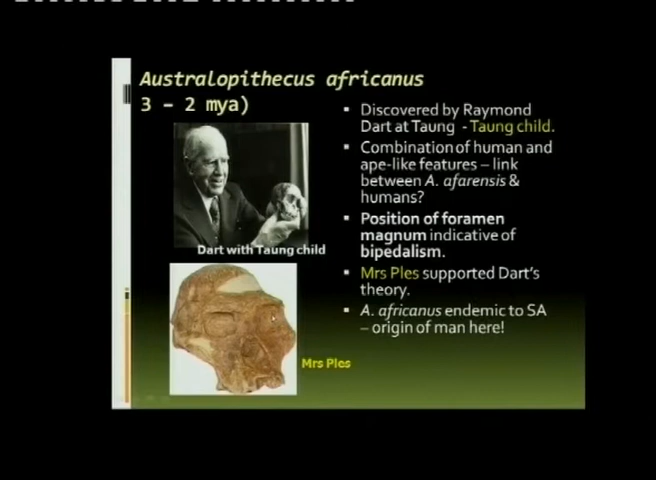 Australopithecus africanus
3 – 2 mya)
Dart with Taung child
Mrs Ples
▪ Discovered by Raymond
Dart at Taung - Taung child.
▪ Combination of human and
ape-like features – link
between A. afarensis &
humans?
▪ Position of foramen
magnum indicative of
bipedalism.
▪ Mrs Ples supported Dart's
theory.
▪ A. africanus endemic to SA
– origin of man here!